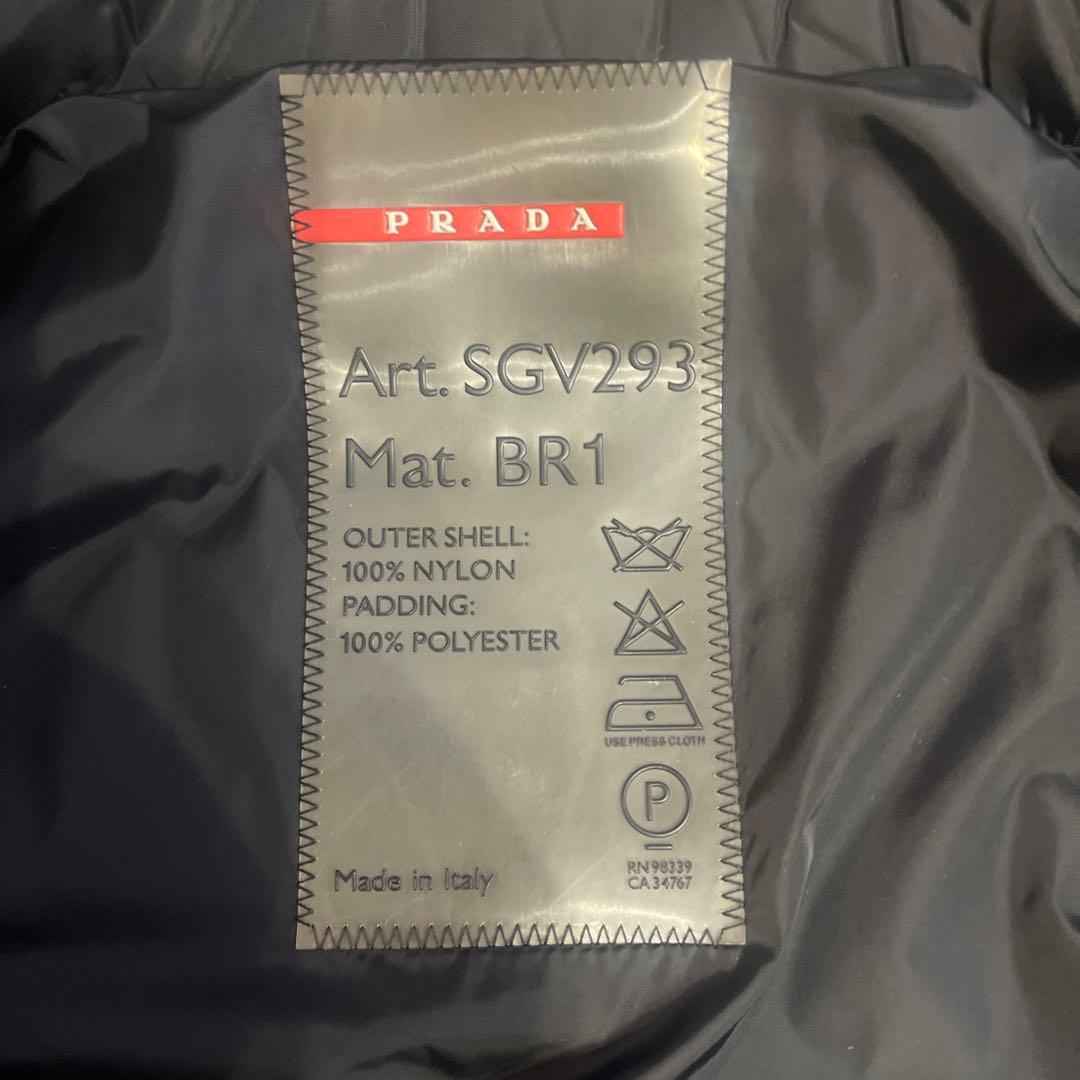 PRADA
Art. SGV293
Mat. BR1
OUTER SHELL:
100% NYLON
PADDING:
100% POLYESTER
USE PRESS CLOTH
P
RN 98339
CA 34767
Made in Italy